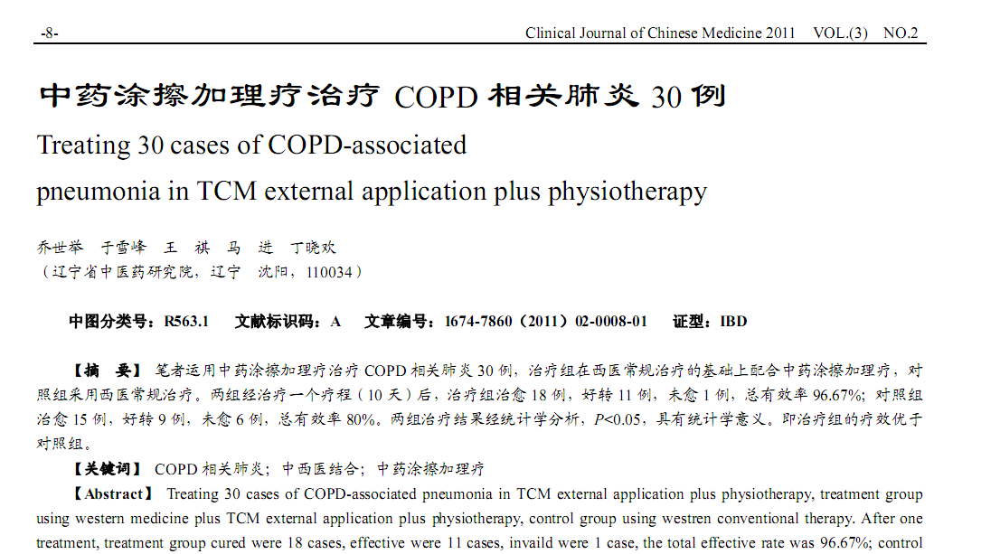 -8- Clinical Journal of Chinese Medicine 2011 VOL.(3) NO.2
中药涂擦加理疗治疗 COPD 相关肺炎 30 例
Treating 30 cases of COPD-associated
pneumonia in TCM external application plus physiotherapy
乔世举 于雪峰 王 祺 马 进 丁晓欢
（辽宁省中医药研究院，辽宁 沈阳，110034）
中图分类号：R563.1 文献标识码：A 文章编号：1674-7860（2011）02-0008-01 证型：IBD
【摘 要】 笔者运用中药涂擦加理疗治疗 COPD 相关肺炎 30 例，治疗组在西医常规治疗的基础上配合中药涂擦加理疗，对
照组采用西医常规治疗。两组经治疗一个疗程（10 天）后，治疗组治愈 18 例，好转 11 例，未愈 1 例，总有效率 96.67%；对照组
治愈 15 例，好转 9 例，未愈 6 例，总有效率 80%。两组治疗结果经统计学分析，P<0.05，具有统计学意义。即治疗组的疗效优于
对照组。
【关键词】 COPD 相关肺炎；中西医结合；中药涂擦加理疗
【Abstract】 Treating 30 cases of COPD-associated pneumonia in TCM external application plus physiotherapy, treatment group
using western medicine plus TCM external application plus physiotherapy, control group using westren conventional therapy. After one
treatment, treatment group cured were 18 cases, effective were 11 cases, invaild were 1 case, the total effective rate was 96.67%; control